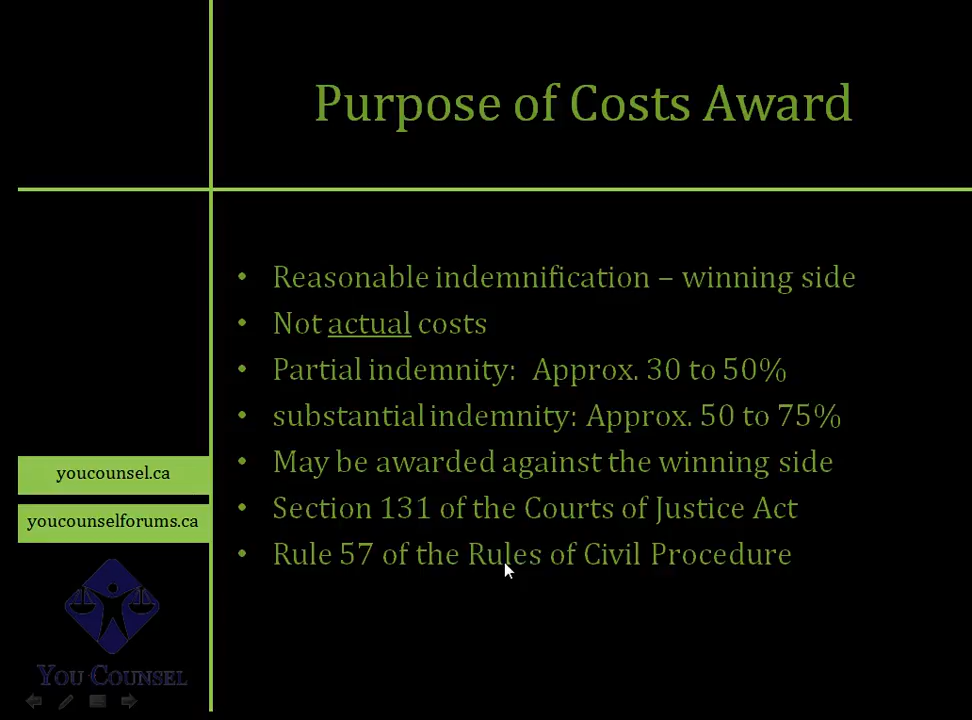 Purpose of Costs Award
• Reasonable indemnification – winning side
• Not actual costs
• Partial indemnity:  Approx. 30 to 50%
• substantial indemnity: Approx. 50 to 75%
• May be awarded against the winning side
• Section 131 of the Courts of Justice Act
• Rule 57 of the Rules of Civil Procedure
youcounsel.ca
youcounselforums.ca
YOU COUNSEL